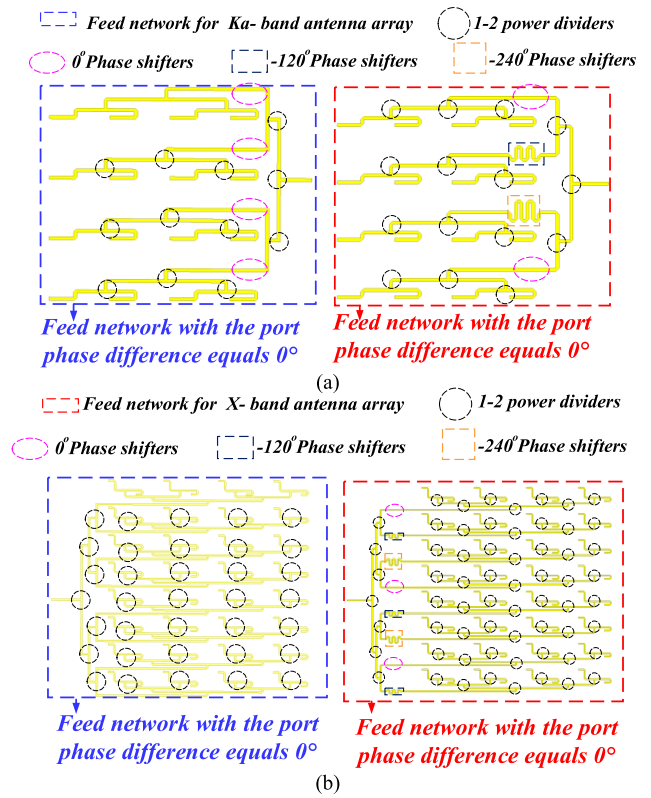 Feed network for Ka- band antenna array
1-2 power dividers
0°Phase shifters
-120°Phase shifters
-240°Phase shifters
Feed network with the port
phase difference equals 0°
Feed network with the port
phase difference equals 0°
(a)
Feed network for X- band antenna array
1-2 power dividers
0°Phase shifters
-120°Phase shifters
-240°Phase shifters
Feed network with the port
phase difference equals 0°
Feed network with the port
phase difference equals 0°
(b)